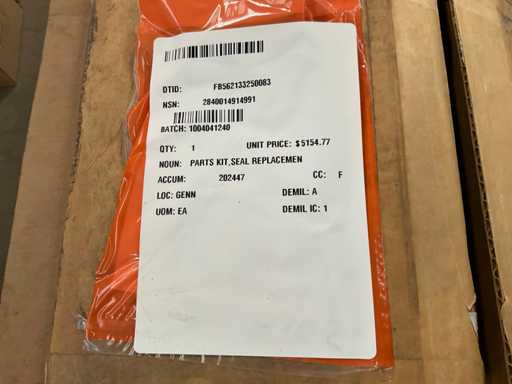 DTID: FB562133250083
NSN: 2840014914991
BATCH: 1004041240
QTY: 1 UNIT PRICE: $5154.77
NOUN: PARTS KIT,SEAL REPLACEMEN
ACCUM: 202447 CC: F
LOC: GENN DEMIL: A
UOM: EA DEMIL IC: 1